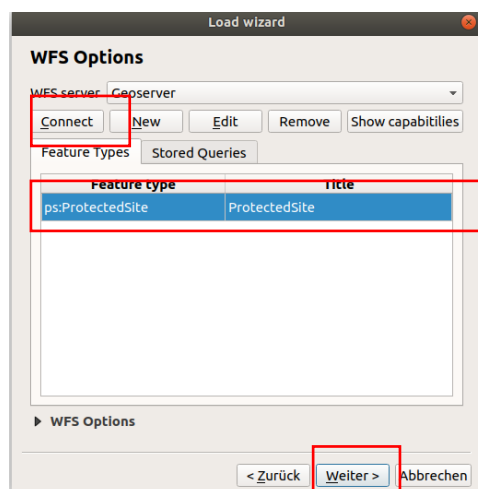 Load wizard
WFS Options
WFS server Geoserver
Connect New Edit Remove Show capabitilies
Feature Types Stored Queries
Feature type Title
ps:ProtectedSite ProtectedSite
WFS Options
< Zurück Weiter > Abbrechen